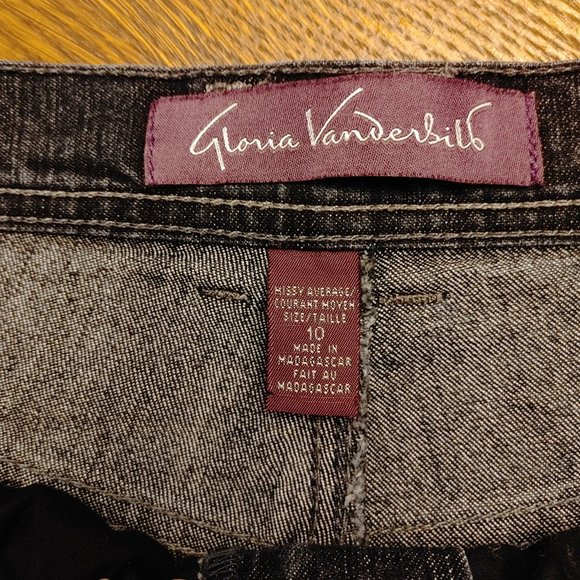 Gloria Vanderbilt
MISSY AVERAGE/
COURANT MOYEN
SIZE/TAILLE
10
MADE IN
MADAGASCAR
FAIT AU
MADAGASCAR